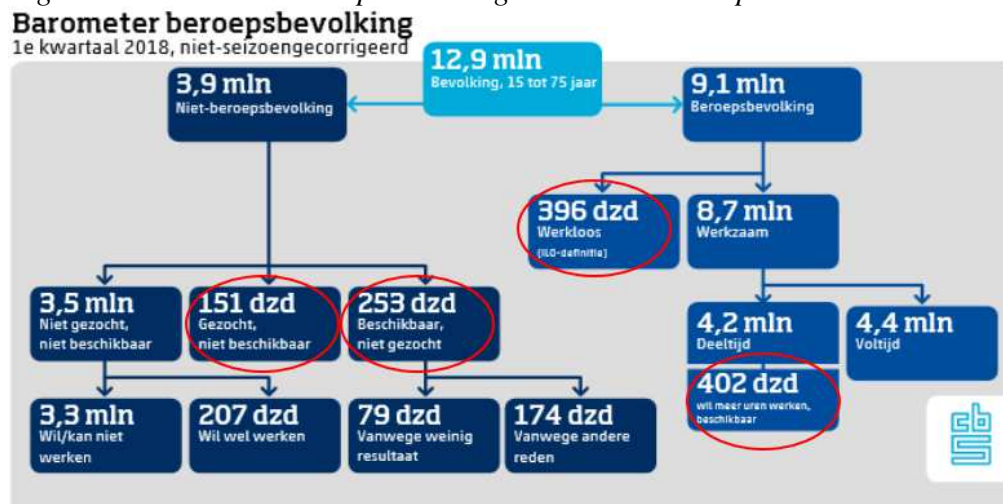 Barometer beroepsbevolking
1e kwartaal 2018, niet-seizoengecorrigeerd
12,9 mln
Bevolking, 15 tot 75 jaar
3,9 mln
Niet-beroepsbevolking
9,1 mln
Beroepsbevolking
396 dzd
Werkloos
(ILO-definitie)
8,7 mln
Werkzaam
3,5 mln
Niet gezocht,
niet beschikbaar
151 dzd
Gezocht,
niet beschikbaar
253 dzd
Beschikbaar,
niet gezocht
4,2 mln
Deeltijd
4,4 mln
Voltijd
402 dzd
wil meer uren werken,
beschikbaar
3,3 mln
Wil/kan niet
werken
207 dzd
Wil wel werken
79 dzd
Vanwege weinig
resultaat
174 dzd
Vanwege andere
reden
cbs